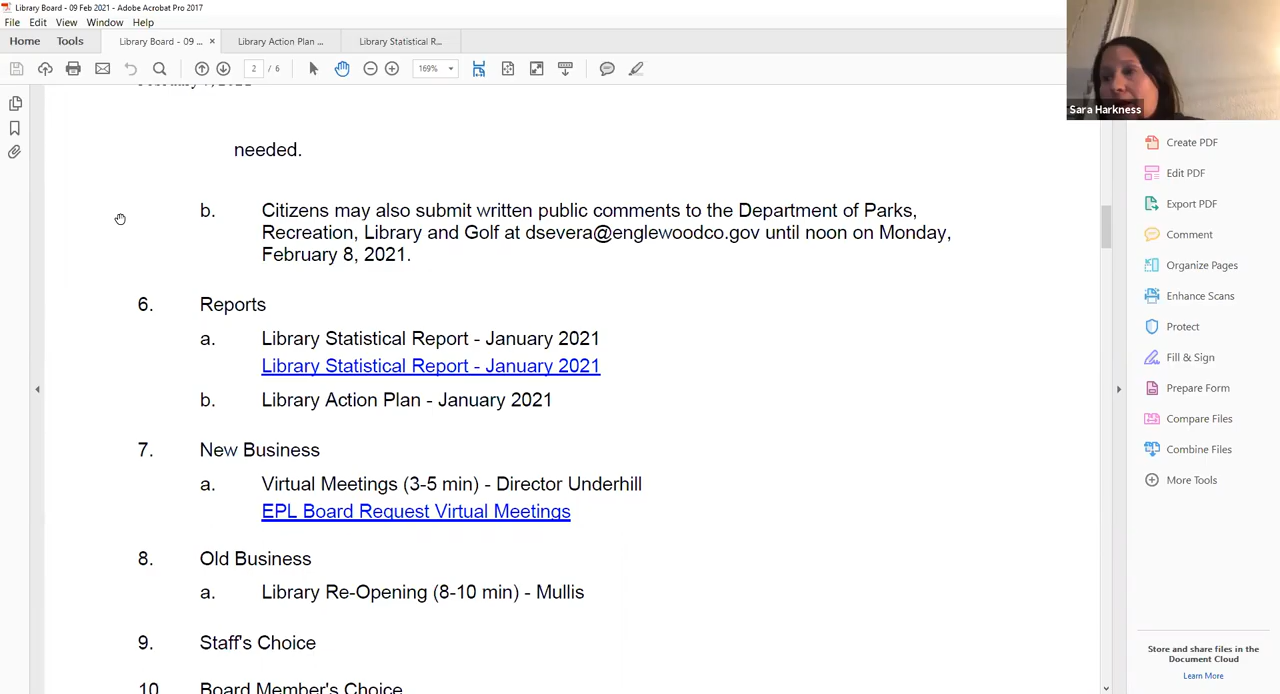 Library Board - 09 Feb 2021 - Adobe Acrobat Pro 2017
File Edit View Window Help
Home Tools Library Board - 09 ... × Library Action Plan ... Library Statistical R...
2 / 6 169%
Sara Harkness
needed.
b. Citizens may also submit written public comments to the Department of Parks,
Recreation, Library and Golf at dsevera@englewoodco.gov until noon on Monday,
February 8, 2021.
6. Reports
a. Library Statistical Report - January 2021
Library Statistical Report - January 2021
b. Library Action Plan - January 2021
7. New Business
a. Virtual Meetings (3-5 min) - Director Underhill
EPL Board Request Virtual Meetings
8. Old Business
a. Library Re-Opening (8-10 min) - Mullis
9. Staff's Choice
10. Board Member's Choice
Create PDF
Edit PDF
Export PDF
Comment
Organize Pages
Enhance Scans
Protect
Fill & Sign
Prepare Form
Compare Files
Combine Files
More Tools
Store and share files in the
Document Cloud
Learn More